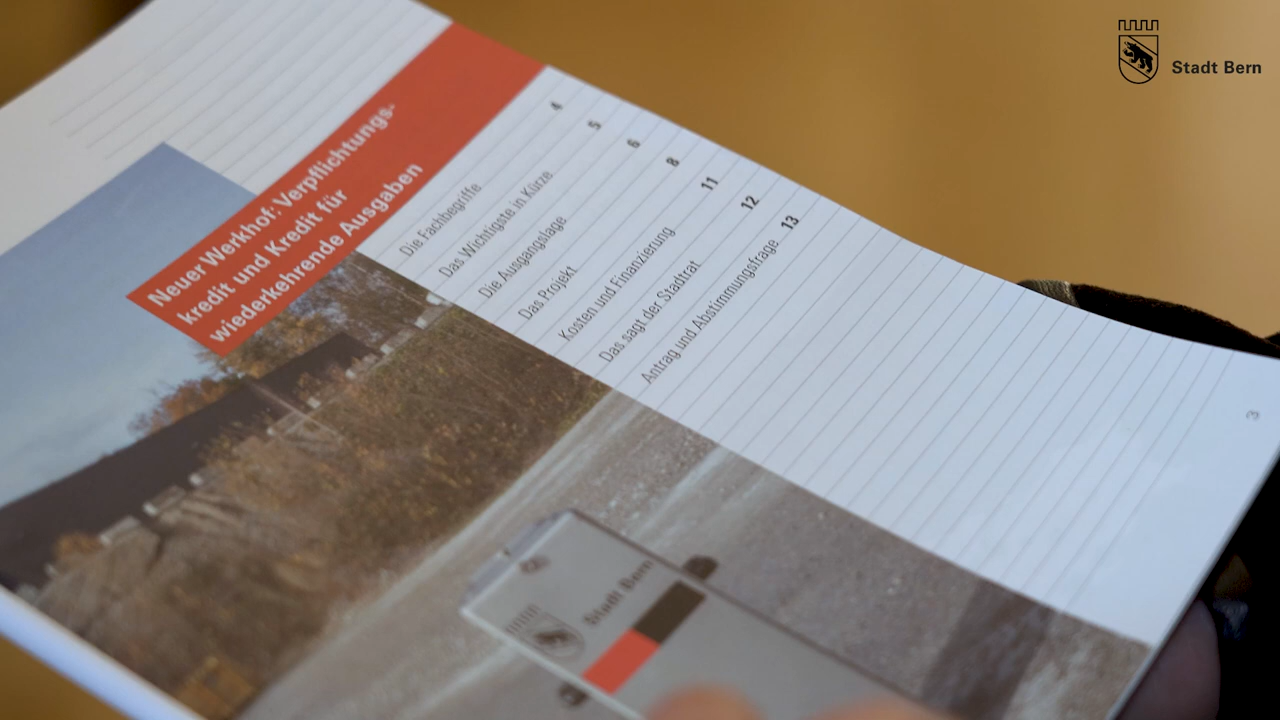 Stadt Bern
Neuer Werkhof: Verpflichtungs-
kredit und Kredit für
wiederkehrende Ausgaben
Die Fachbegriffe 4
Das Wichtigste in Kürze 5
Die Ausgangslage 6
Das Projekt 8
Kosten und Finanzierung 11
Das sagt der Stadtrat 12
Antrag und Abstimmungsfrage 13
3
Stadt Bern